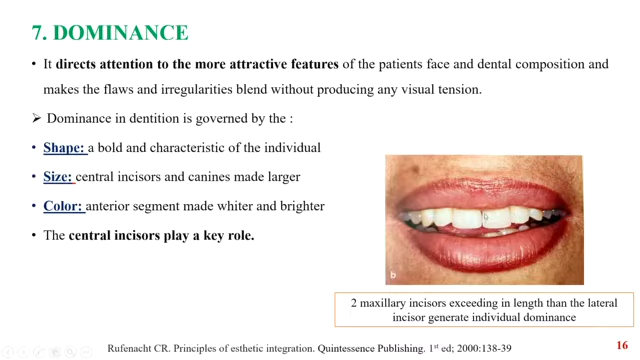 7. DOMINANCE
• It directs attention to the more attractive features of the patients face and dental composition and
makes the flaws and irregularities blend without producing any visual tension.
➢ Dominance in dentition is governed by the :
• Shape: a bold and characteristic of the individual
• Size: central incisors and canines made larger
• Color: anterior segment made whiter and brighter
• The central incisors play a key role.
b
2 maxillary incisors exceeding in length than the lateral
incisor generate individual dominance
Rufenacht CR. Principles of esthetic integration. Quintessence Publishing. 1st ed; 2000:138-39
16